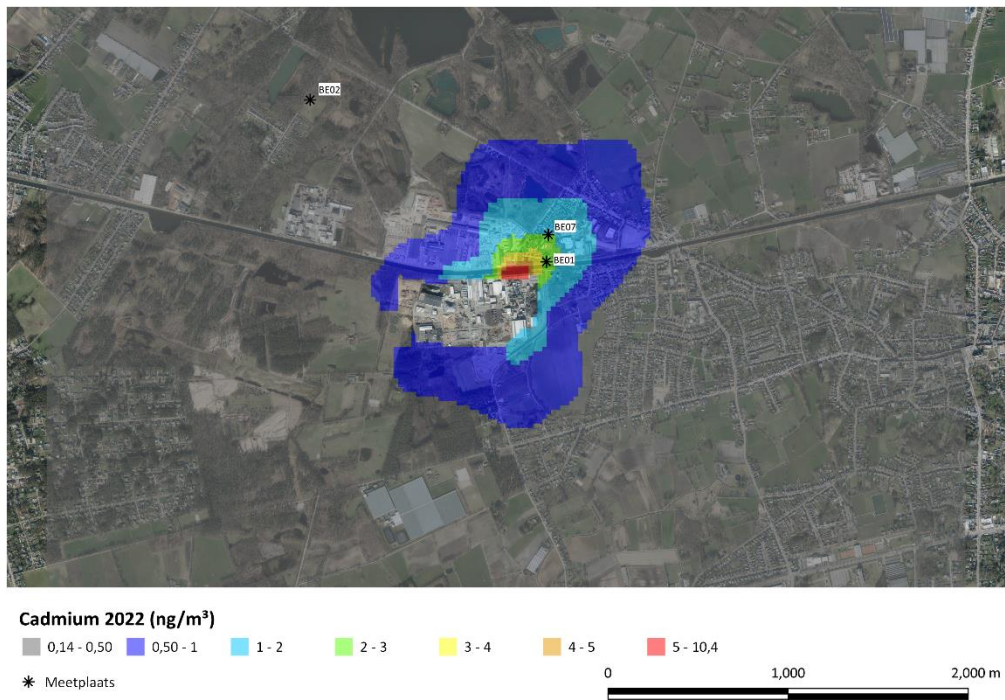 BE02
BE07
BE01
Cadmium 2022 (ng/m³)
0,14 - 0,50 0,50 - 1 1 - 2 2 - 3 3 - 4 4 - 5 5 - 10,4
Meetplaats
0 1,000 2,000 m